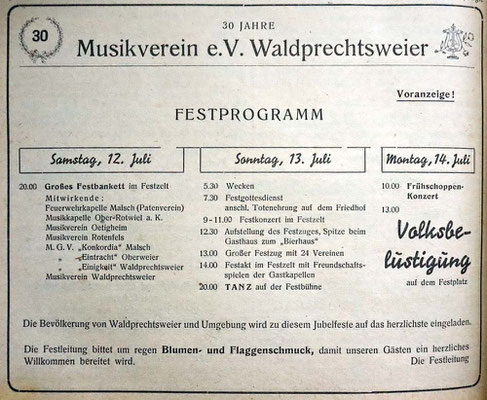 30 JAHRE
30
Musikverein e.V. Waldprechtsweier
Voranzeige!
FESTPROGRAMM
Samstag, 12. Juli
20.00 Großes Festbankett im Festzelt
Mitwirkende:
Feuerwehrkapelle Malsch (Patenverein)
Musikkapelle Ober-Rotwiel a. K.
Musikverein Oetigheim
Musikverein Rotenfels
M. G. V. „Konkordia" Malsch
„ „Eintracht" Oberweier
„ „Einigkeit" Waldprechtsweier
Musikverein Waldprechtsweier
Sonntag, 13. Juli
5.30 Wecken
7.30 Festgottesdienst
anschl. Totenehrung auf dem Friedhof
9-11.00 Festkonzert im Festzelt
12.30 Aufstellung des Festzuges, Spitze beim
Gasthaus zum „Bierhaus"
13.00 Großer Festzug mit 24 Vereinen
14.00 Festakt im Festzelt mit Freundschafts-
spielen der Gastkapellen
20.00 TANZ auf der Festbühne
Montag, 14. Juli
10.00 Frühschoppen-
Konzert
13.00
Volksbe-
lustigung
auf dem Festplatz
Die Bevölkerung von Waldprechtsweier und Umgebung wird zu diesem Jubelfeste auf das herzlichste eingeladen.
Die Festleitung bittet um regen Blumen- und Flaggenschmuck, damit unseren Gästen ein herzliches
Willkommen bereitet wird. Die Festleitung